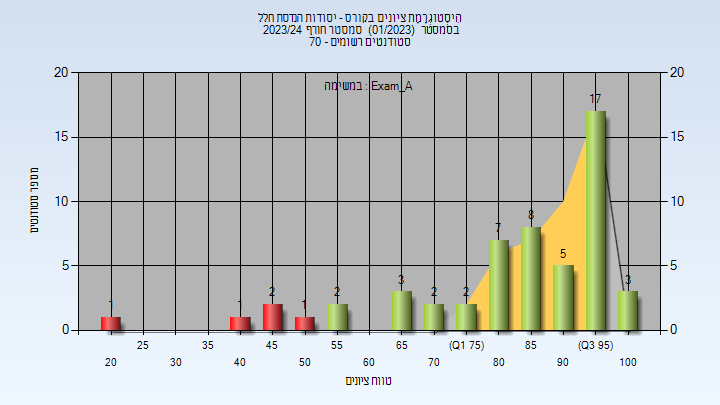 היסטוגרמת ציונים בקורס - יסודות הנדסת חלל
בסמסטר (01/2023) סמסטר חורף 2023/24
סטודנטים רשומים - 70
במשימה : Exam_A
מספר סטודנטים
20 15 10 5 0
20 15 10 5 0
1 1 2 1 2 3 2 2 7 8 5 17 3
25 35 45 55 65 (Q1 75) 85 (Q3 95)
20 30 40 50 60 70 80 90 100
טווח ציונים